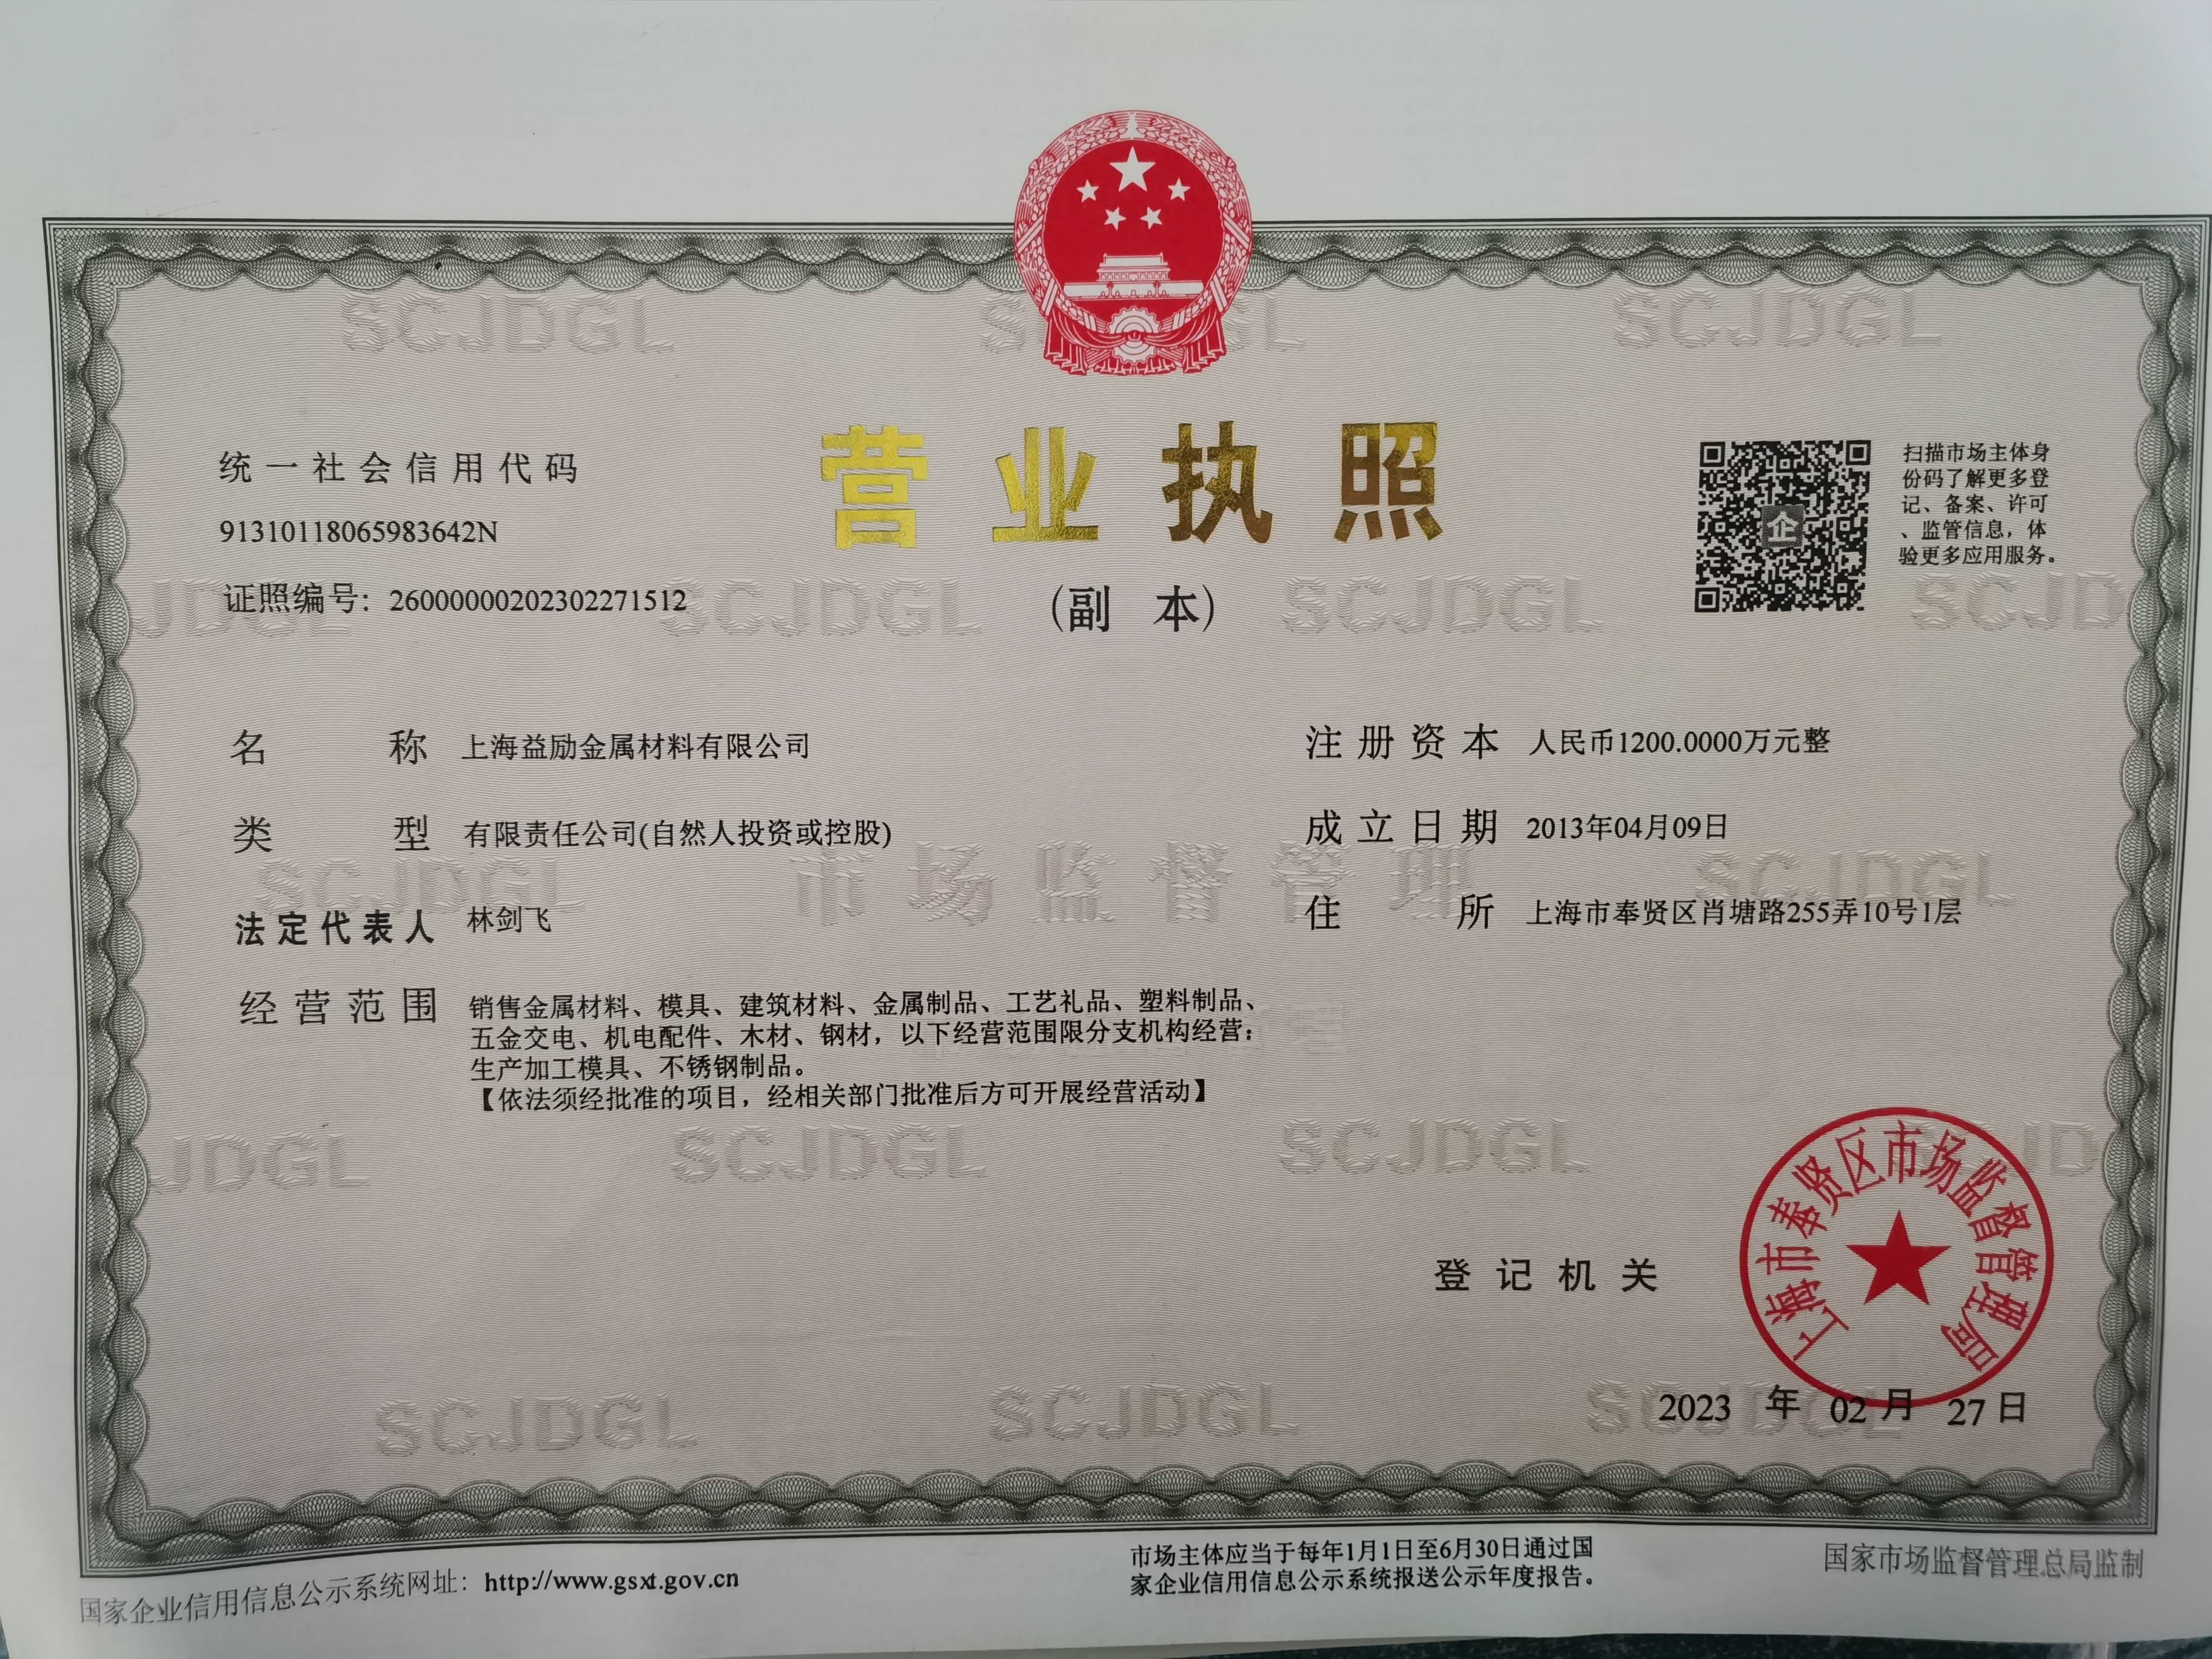 营业执照
(副 本)
统一社会信用代码
91310118065983642N
证照编号：26000000202302271512
扫描市场主体身
份码了解更多登
记、备案、许可
、监管信息，体
验更多应用服务。
企
名称 上海益励金属材料有限公司
类型 有限责任公司(自然人投资或控股)
法定代表人 林剑飞
经营范围 销售金属材料、模具、建筑材料、金属制品、工艺礼品、塑料制品、
五金交电、机电配件、木材、钢材，以下经营范围限分支机构经营：
生产加工模具、不锈钢制品。
【依法须经批准的项目，经相关部门批准后方可开展经营活动】
注册资本 人民币1200.0000万元整
成立日期 2013年04月09日
住所 上海市奉贤区肖塘路255弄10号1层
登记机关
上海市奉贤区市场监督管理局
2023 年 02 月 27 日
国家企业信用信息公示系统网址：http://www.gsxt.gov.cn
市场主体应当于每年1月1日至6月30日通过国
家企业信用信息公示系统报送公示年度报告。
国家市场监督管理总局监制
SCJDGL
市场监督管理